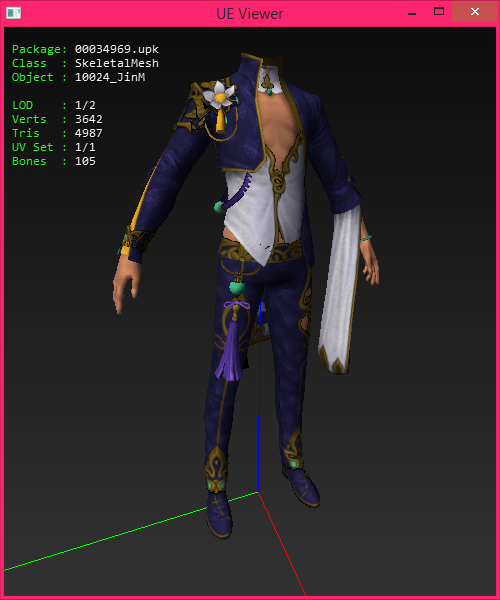 UE Viewer
Package: 00034969.upk
Class  : SkeletalMesh
Object : 10024_JinM
LOD    : 1/2
Verts  : 3642
Tris   : 4987
UV Set : 1/1
Bones  : 105